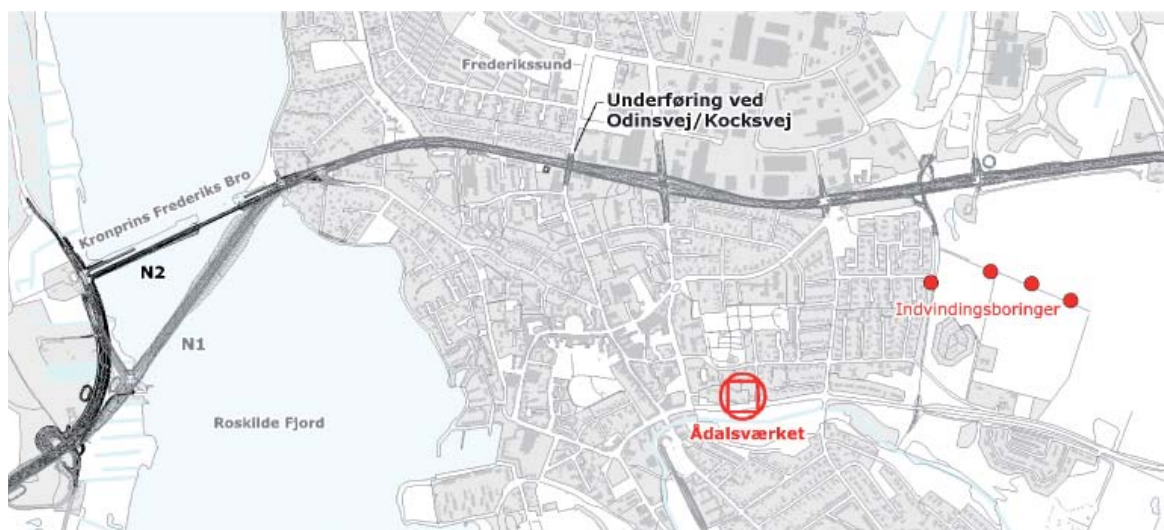 Frederikssund
Underføring ved
Odinsvej/Kocksvej
Kronprins Frederiks Bro
N2
N1
Indvindingsboringer
Roskilde Fjord
Ådalsværket